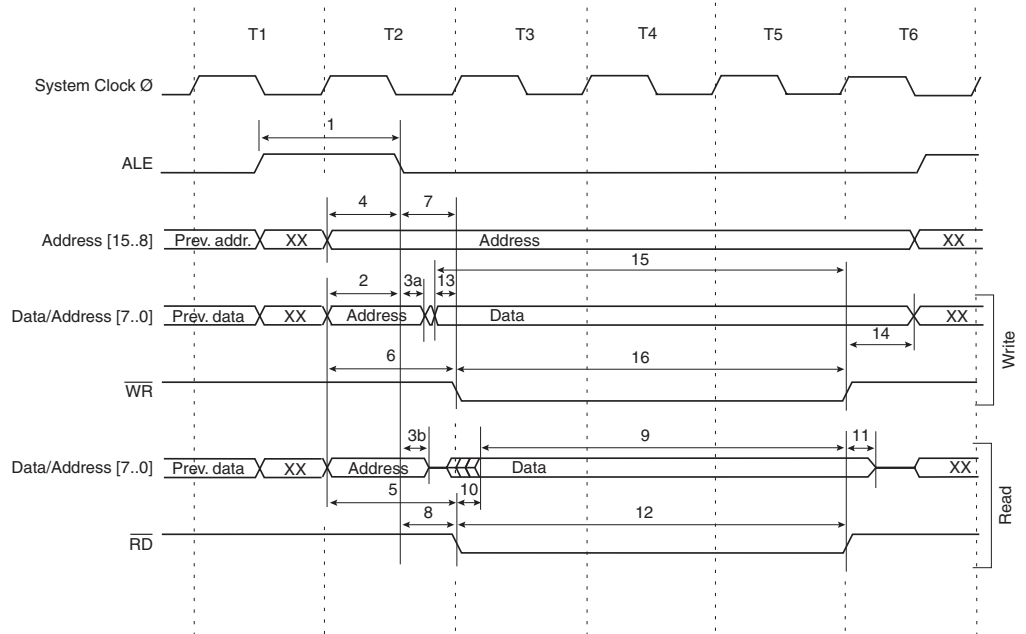 T1 T2 T3 T4 T5 T6
System Clock Ø
1
ALE
4 7
Address [15..8] Prev. addr. XX Address XX
15
2 3a 13
Data/Address [7..0] Prev. data XX Address Data XX
14
6 16
WR
Write
3b 9 11
Data/Address [7..0] Prev. data XX Address Data XX
5 10
8 12
RD
Read